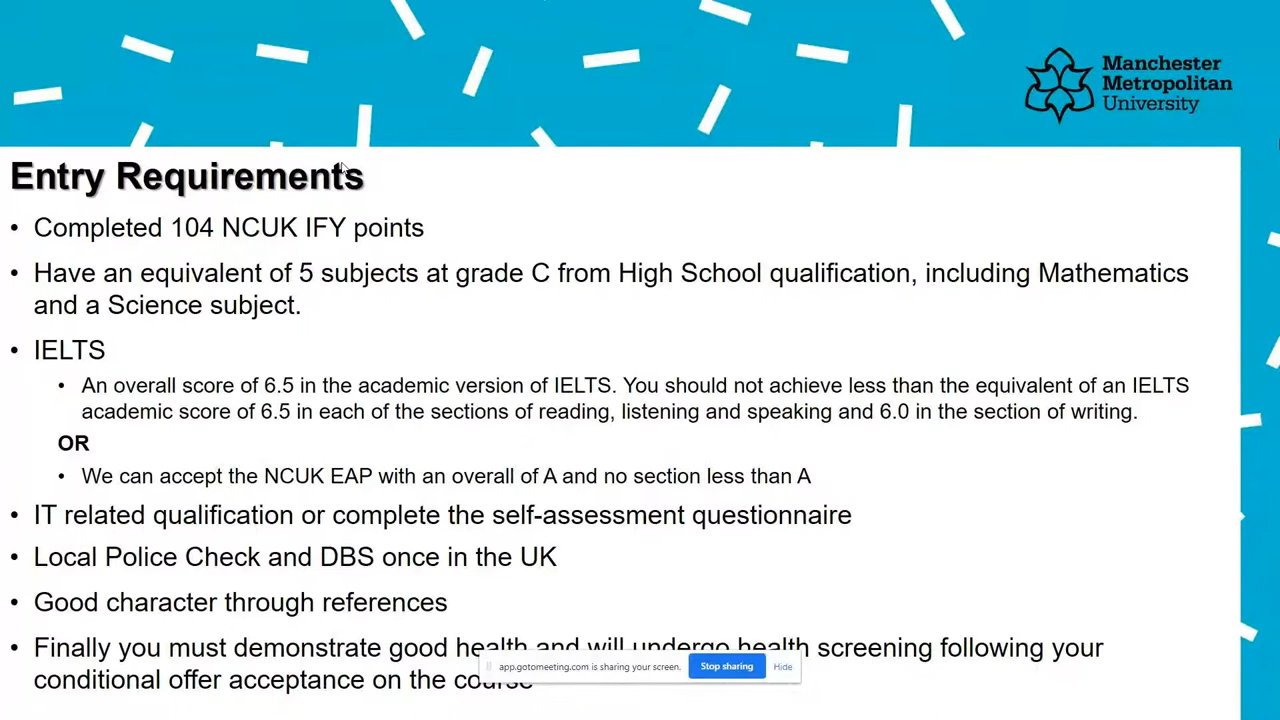 Manchester
Metropolitan
University
Entry Requirements
• Completed 104 NCUK IFY points
• Have an equivalent of 5 subjects at grade C from High School qualification, including Mathematics
and a Science subject.
• IELTS
• An overall score of 6.5 in the academic version of IELTS. You should not achieve less than the equivalent of an IELTS
academic score of 6.5 in each of the sections of reading, listening and speaking and 6.0 in the section of writing.
OR
• We can accept the NCUK EAP with an overall of A and no section less than A
• IT related qualification or complete the self-assessment questionnaire
• Local Police Check and DBS once in the UK
• Good character through references
• Finally you must demonstrate good health and will undergo health screening following your
conditional offer acceptance on the course
app.gotomeeting.com is sharing your screen. Stop sharing Hide